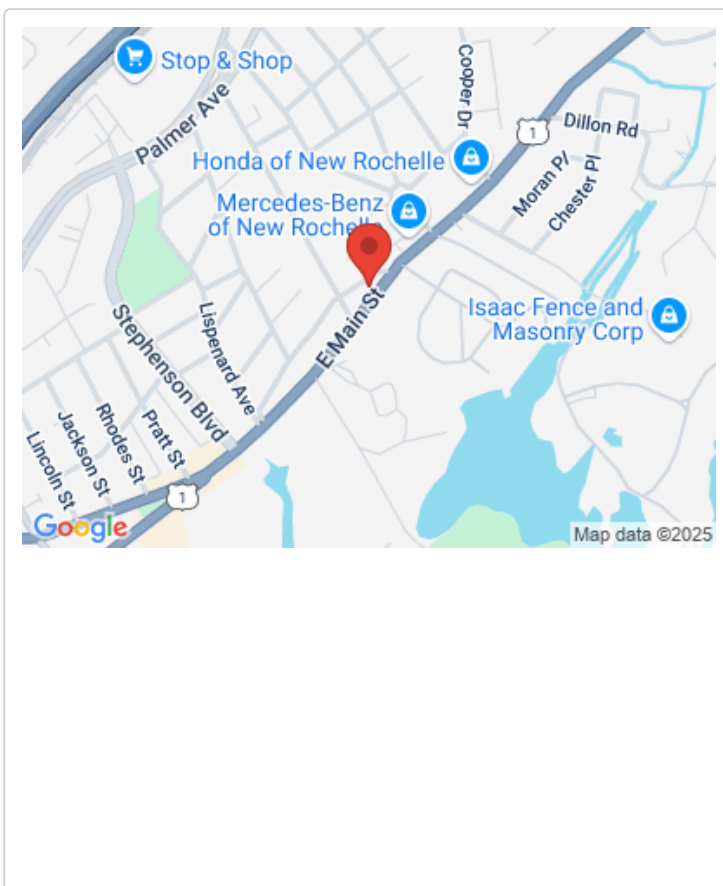 Stop & Shop
Palmer Ave
Cooper Dr
1
Dillon Rd
Honda of New Rochelle
Moran Pl
Chester Pl
Mercedes-Benz
of New Rochelle
E Main St
Isaac Fence and
Masonry Corp
Lispenard Ave
Stephenson Blvd
Pratt St
Rhodes St
Jackson St
Lincoln St
1
Google
Map data ©2025